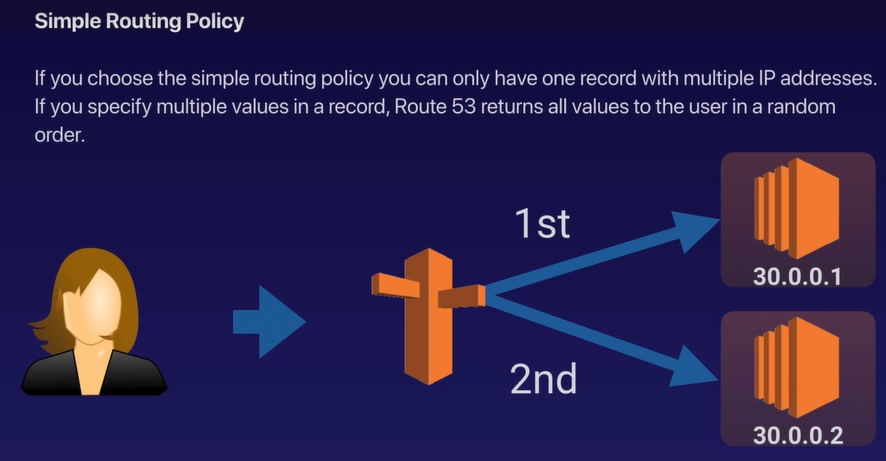 Simple Routing Policy
If you choose the simple routing policy you can only have one record with multiple IP addresses.
If you specify multiple values in a record, Route 53 returns all values to the user in a random
order.
1st
30.0.0.1
2nd
30.0.0.2